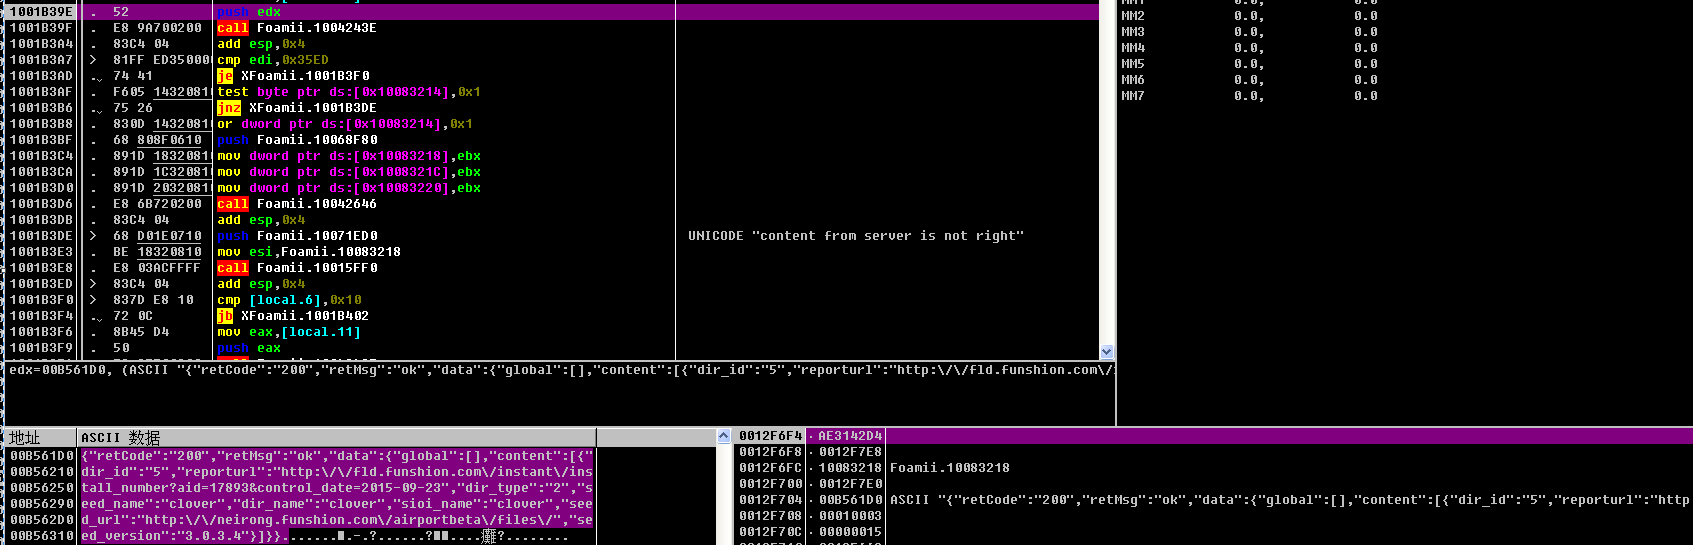 1001B39E . 52 push edx
1001B39F . E8 9A700200 call Foamii.1004243E
1001B3A4 . 83C4 04 add esp,0x4
1001B3A7 > 81FF ED35000 cmp edi,0x35ED
1001B3AD . 74 41 je XFoamii.1001B3F0
1001B3AF . F605 14320810 test byte ptr ds:[0x10083214],0x1
1001B3B6 . 75 26 jnz XFoamii.1001B3DE
1001B3B8 . 830D 14320810 or dword ptr ds:[0x10083214],0x1
1001B3BF . 68 808F0610 push Foamii.10068F80
1001B3C4 . 891D 18320810 mov dword ptr ds:[0x10083218],ebx
1001B3CA . 891D 1C320810 mov dword ptr ds:[0x1008321C],ebx
1001B3D0 . 891D 20320810 mov dword ptr ds:[0x10083220],ebx
1001B3D6 . E8 6B720200 call Foamii.10042646
1001B3DB . 83C4 04 add esp,0x4
1001B3DE > 68 D01E0710 push Foamii.10071ED0 UNICODE "content from server is not right"
1001B3E3 . BE 18320810 mov esi,Foamii.10083218
1001B3E8 . E8 03ACFFFF call Foamii.10015FF0
1001B3ED . 83C4 04 add esp,0x4
1001B3F0 > 837D E8 10 cmp [local.6],0x10
1001B3F4 . 72 0C jb XFoamii.1001B402
1001B3F6 . 8B45 D4 mov eax,[local.11]
1001B3F9 . 50 push eax
MM1 0.0, 0.0
MM2 0.0, 0.0
MM3 0.0, 0.0
MM4 0.0, 0.0
MM5 0.0, 0.0
MM6 0.0, 0.0
MM7 0.0, 0.0
edx=00B561D0, (ASCII "{"retCode":"200","retMsg":"ok","data":{"global":[],"content":[{"dir_id":"5","reporturl":"http:\/\/fld.funshion.com\/
地址 ASCII 数据
00B561D0 {"retCode":"200","retMsg":"ok","data":{"global":[],"content":[{"
00B56210 dir_id":"5","reporturl":"http:\/\/fld.funshion.com\/instant\/ins
00B56250 tall_number?aid=17893&control_date=2015-09-23","dir_type":"2","s
00B56290 eed_name":"clover","dir_name":"clover","sioi_name":"clover","see
00B562D0 d_url":"http:\/\/neirong.funshion.com\/airportbeta\/files\/","se
00B56310 ed_version":"3.0.3.4"}]}}.
0012F6F4 AE3142D4
0012F6F8 0012F7E8
0012F6FC 10083218 Foamii.10083218
0012F700 0012F7E0
0012F704 00B561D0 ASCII "{"retCode":"200","retMsg":"ok","data":{"global":[],"content":[{"dir_id":"5","reporturl":"http
0012F708 00010003
0012F70C 00000015